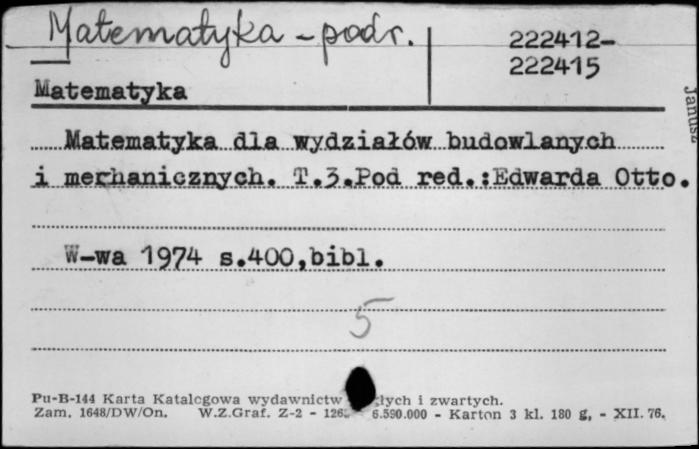 Matematyka - podr.
222412-
222415
Matematyka
Matematyka dla wydziałów budowlanych
i mechanicznych. T.3.Pod red.:Edwarda Otto.
W-wa 1974 s.400,bibl.
5
Pu-B-144 Karta Katalogowa wydawnictw i zwartych.
Zam. 1648/DW/On. W.Z.Graf. Z-2 - 6.590.000 - Karton 3 kl. 180 g, - XII. 76.
Janusz